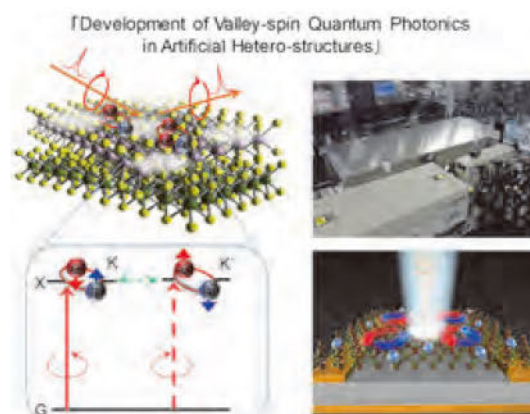 「Development of Valley-spin Quantum Photonics
in Artificial Hetero-structures」
X
K
K'
G